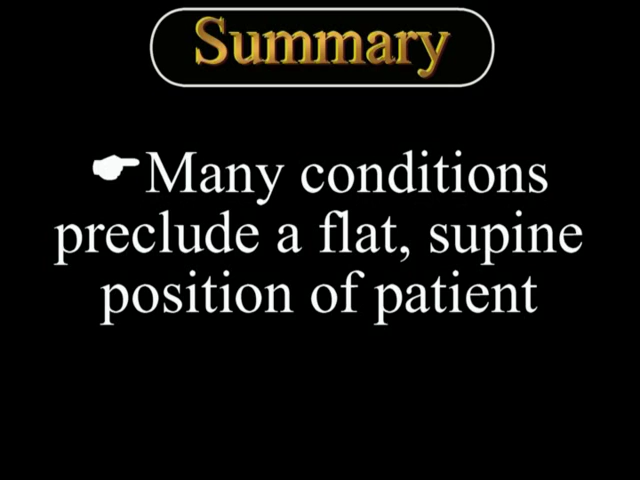 Summary
Many conditions
preclude a flat, supine
position of patient